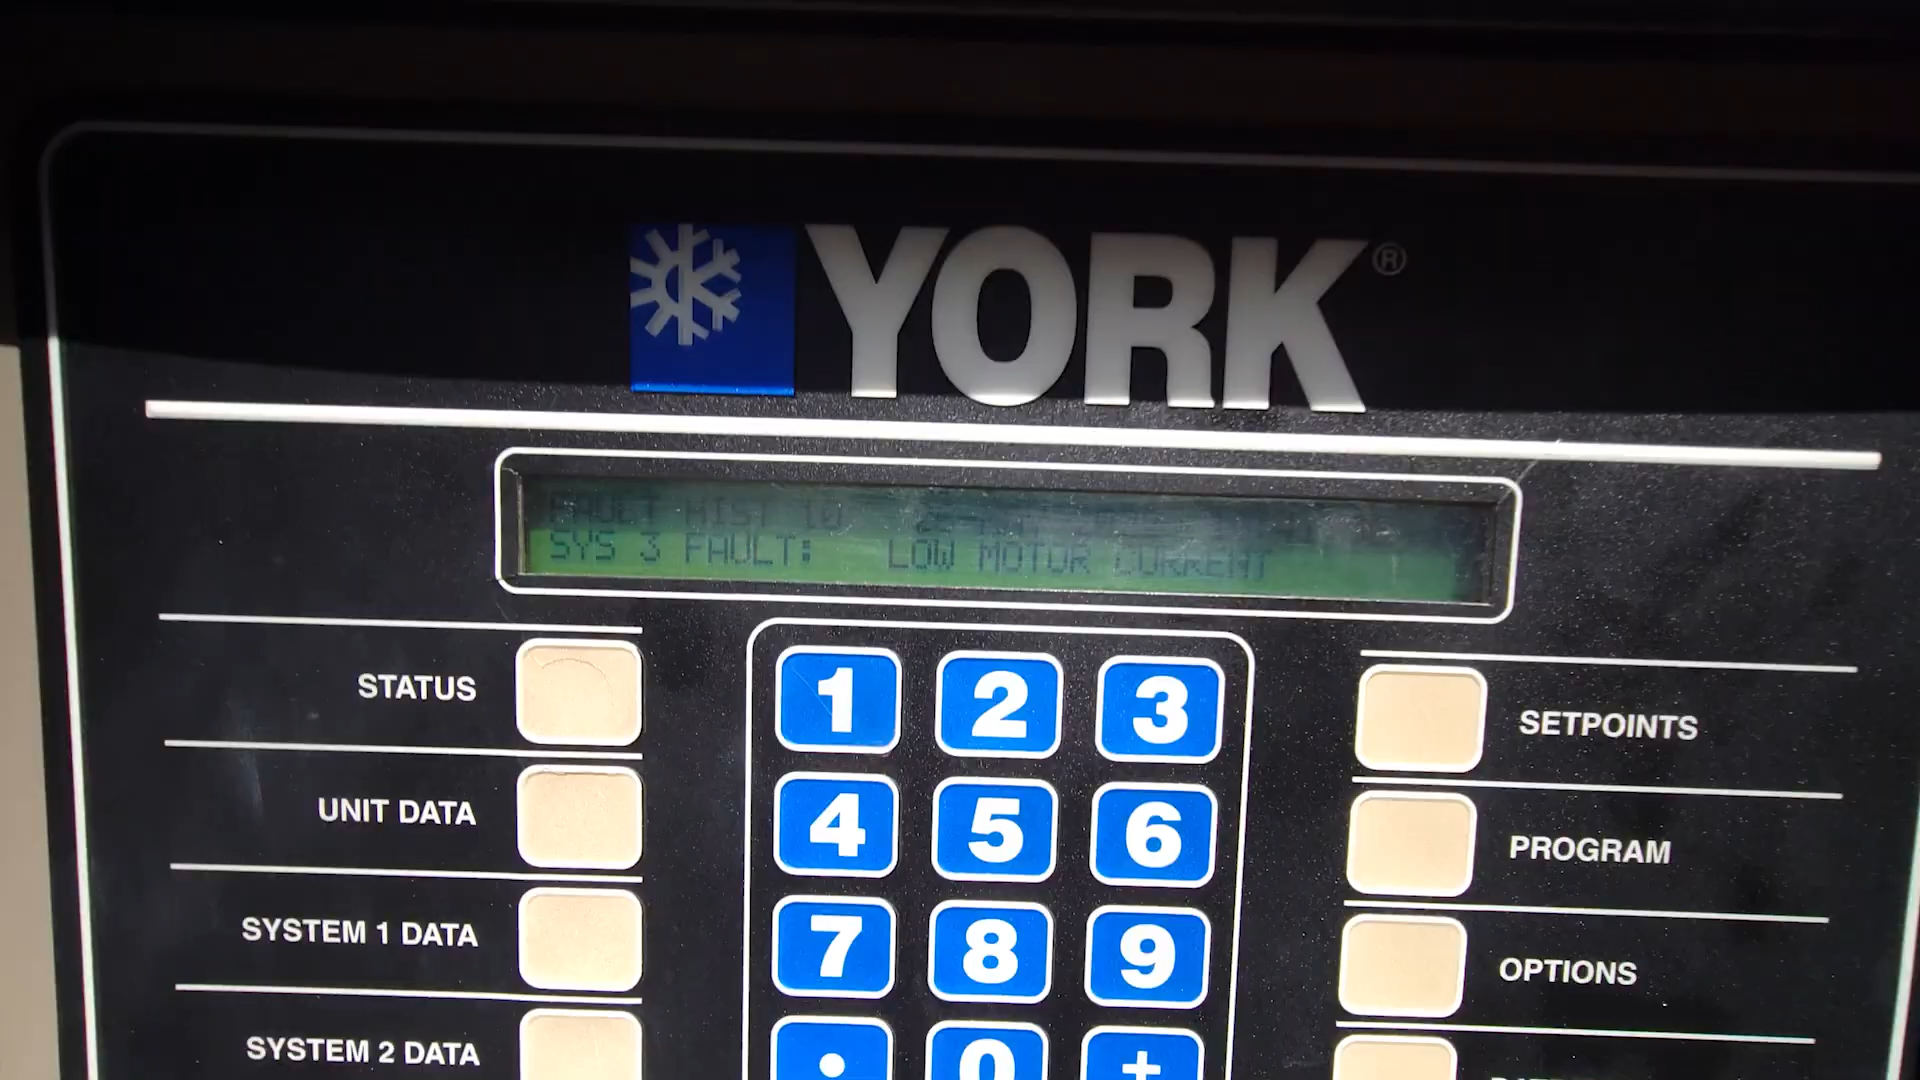 YORK®
FAULT HIST 10
SYS 3 FAULT: LOW MOTOR CURRENT
STATUS
1 2 3
SETPOINTS
UNIT DATA
4 5 6
PROGRAM
SYSTEM 1 DATA
7 8 9
OPTIONS
SYSTEM 2 DATA
. 0 +